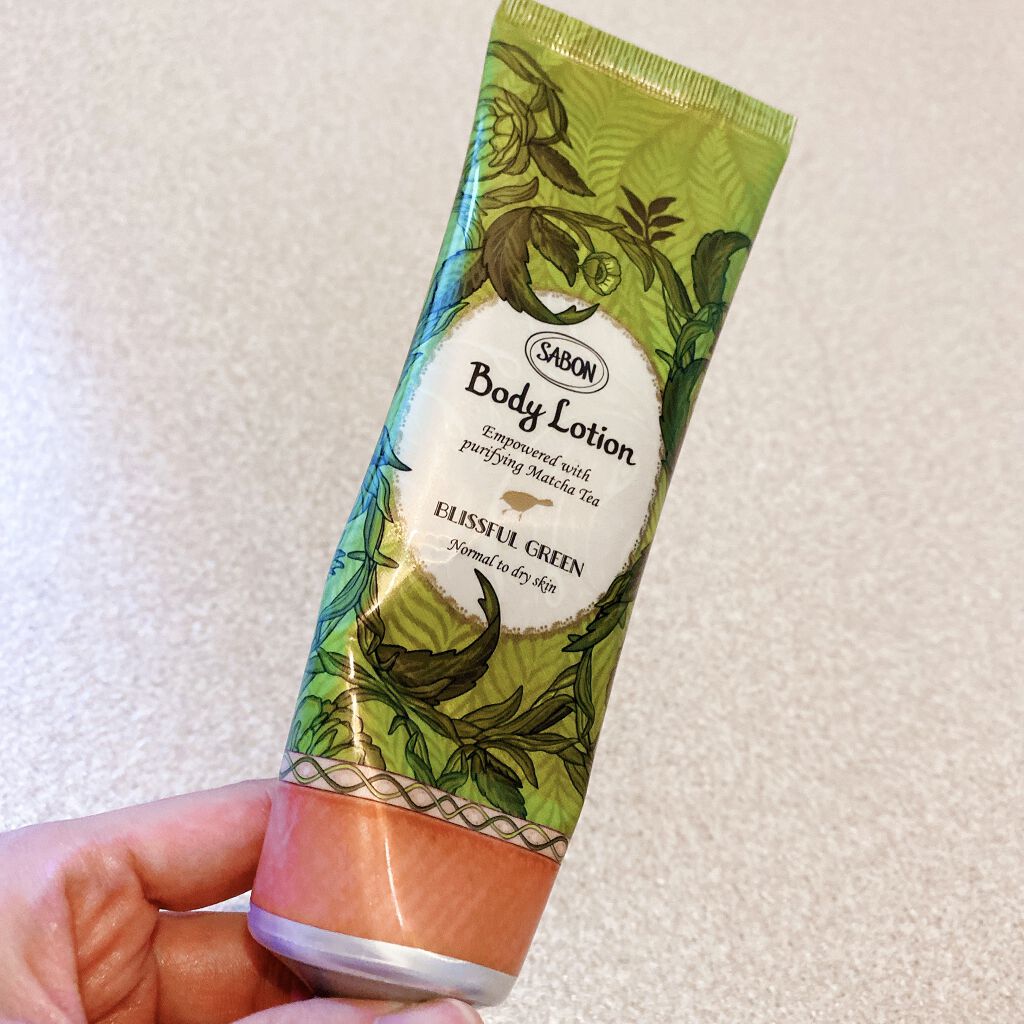 SABON
Body Lotion
Empowered with
purifying Matcha Tea
BLISSFUL GREEN
Normal to dry skin